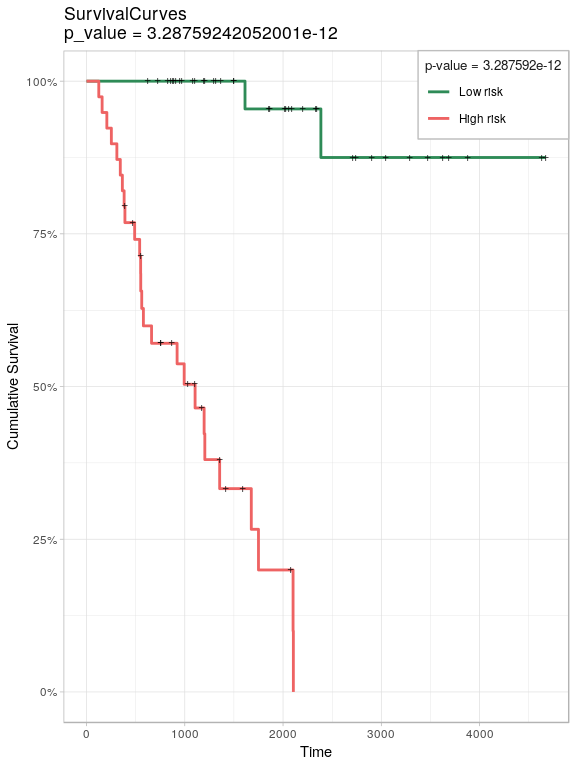 SurvivalCurves
p_value = 3.28759242052001e-12
p-value = 3.287592e-12
Low risk
HIgh risk
100%
75%
50%
25%
0%
Cumulative Survival
0 1000 2000 3000 4000
Time